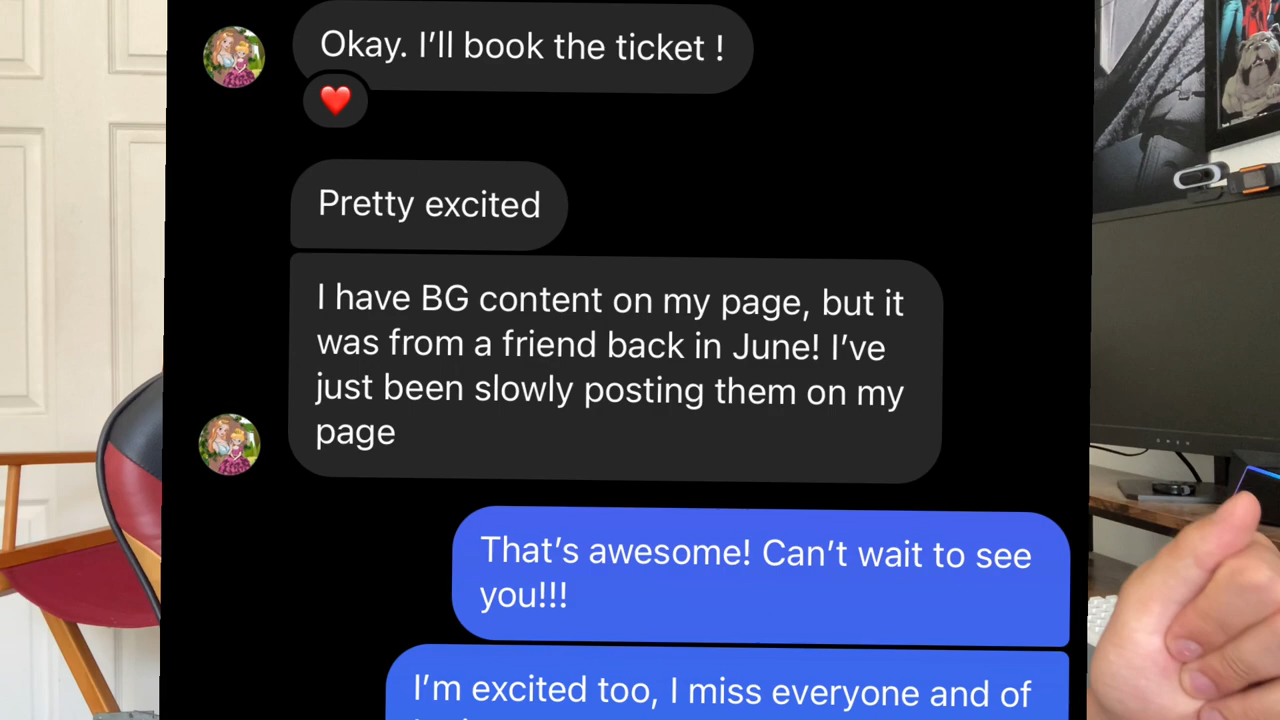 Okay. I’ll book the ticket !
Pretty excited
I have BG content on my page, but it
was from a friend back in June! I’ve
just been slowly posting them on my
page
That’s awesome! Can’t wait to see
you!!!
I’m excited too, I miss everyone and of